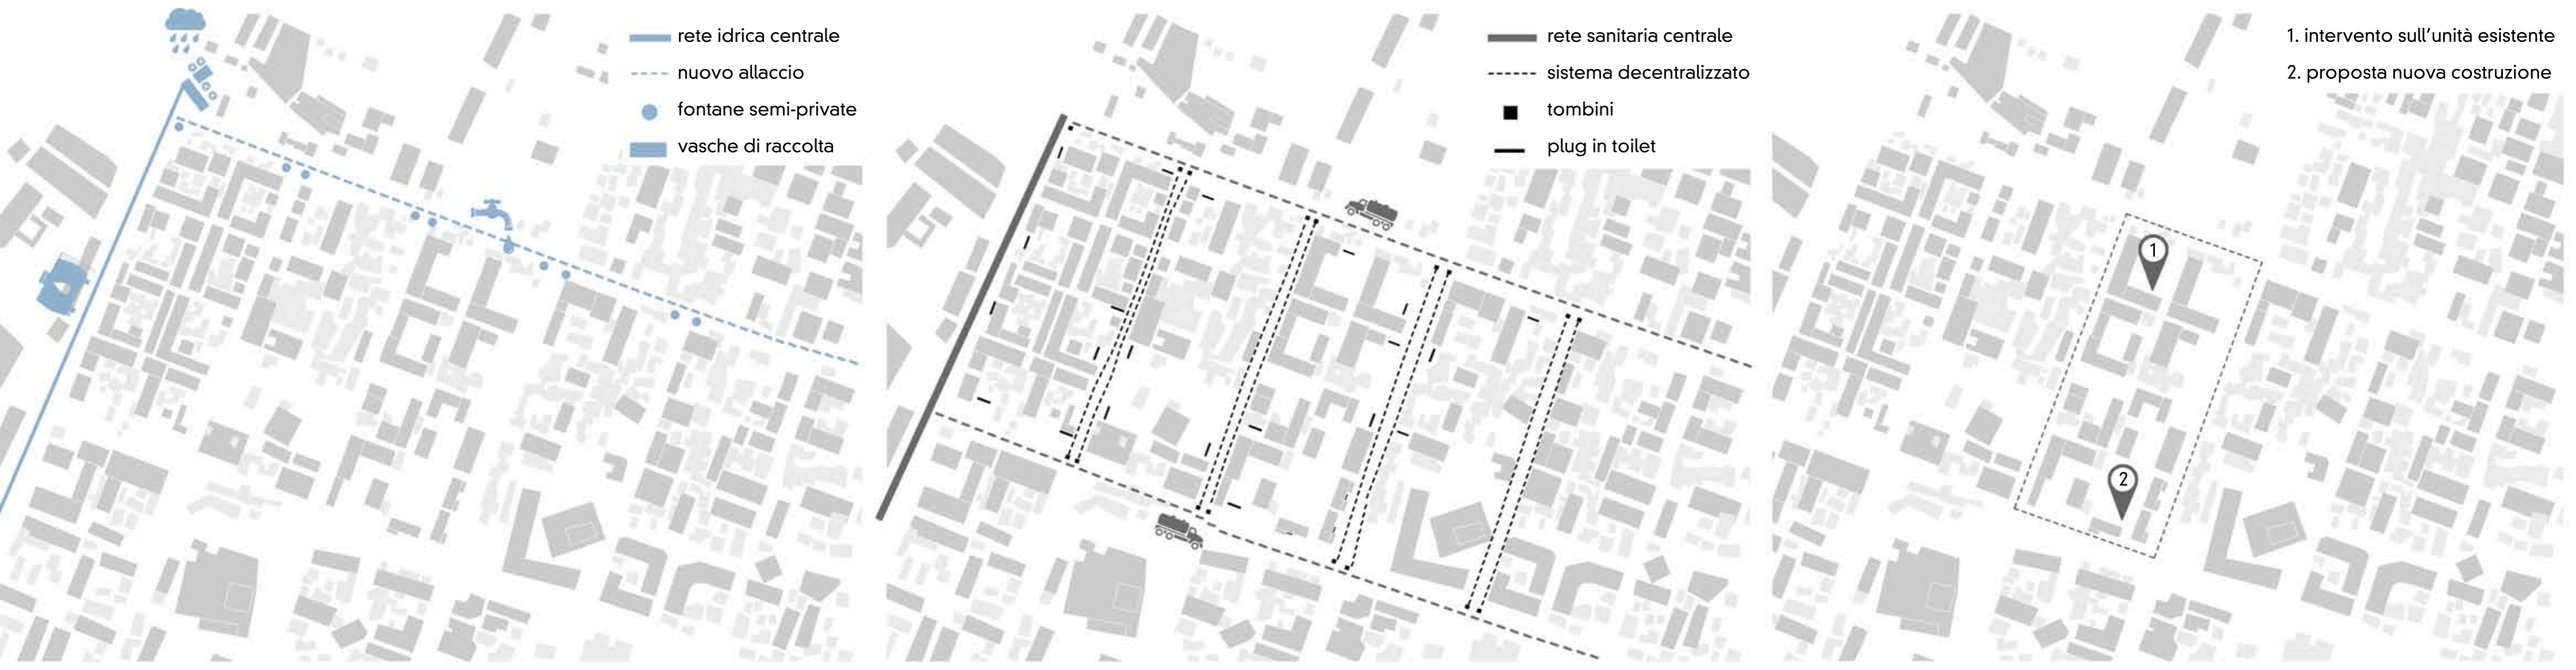 rete idrica centrale
nuovo allaccio
fontane semi-private
vasche di raccolta
rete sanitaria centrale
sistema decentralizzato
tombini
plug in toilet
1. intervento sull'unità esistente
2. proposta nuova costruzione
1
2